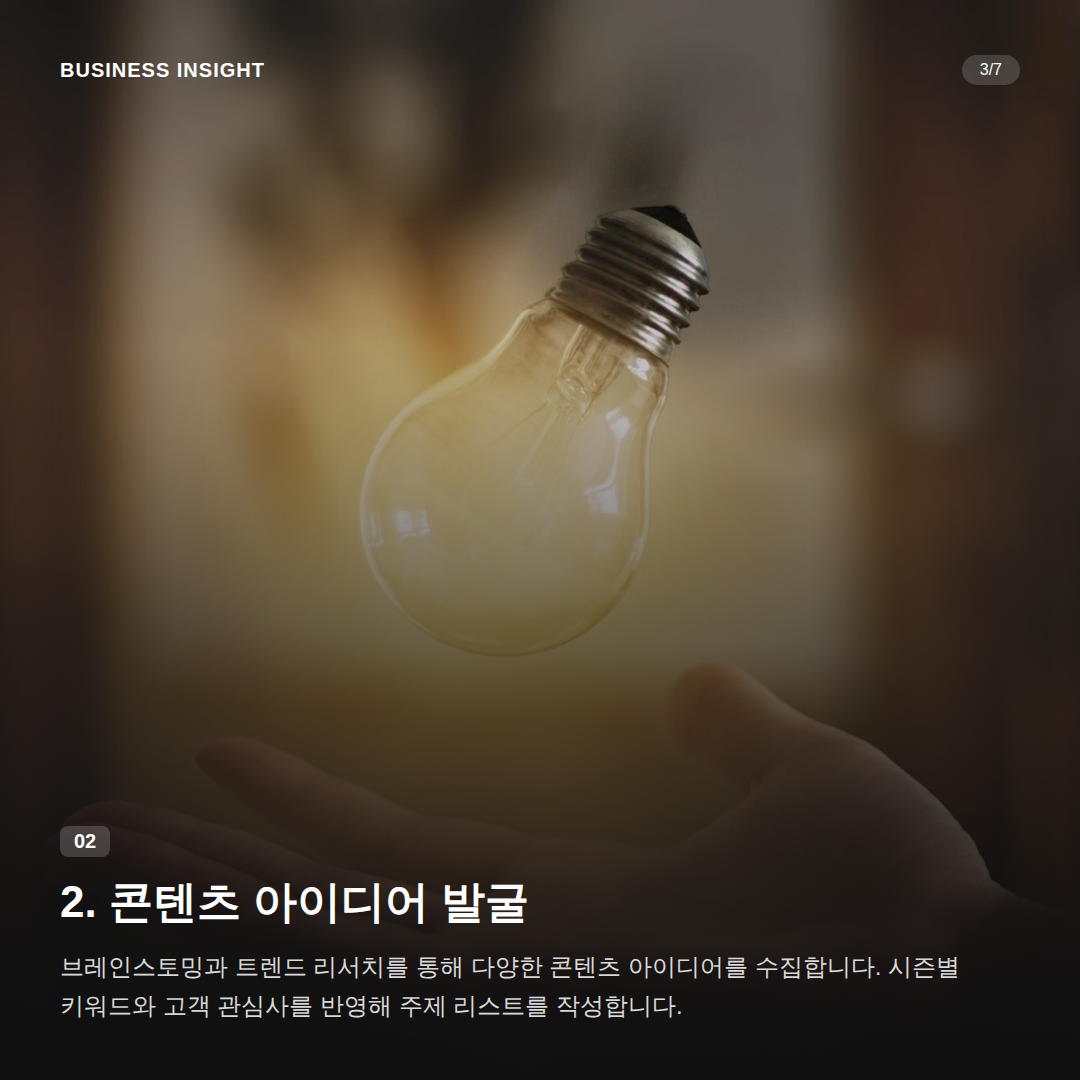 BUSINESS INSIGHT
3/7
02
2. 콘텐츠 아이디어 발굴
브레인스토밍과 트렌드 리서치를 통해 다양한 콘텐츠 아이디어를 수집합니다. 시즌별
키워드와 고객 관심사를 반영해 주제 리스트를 작성합니다.